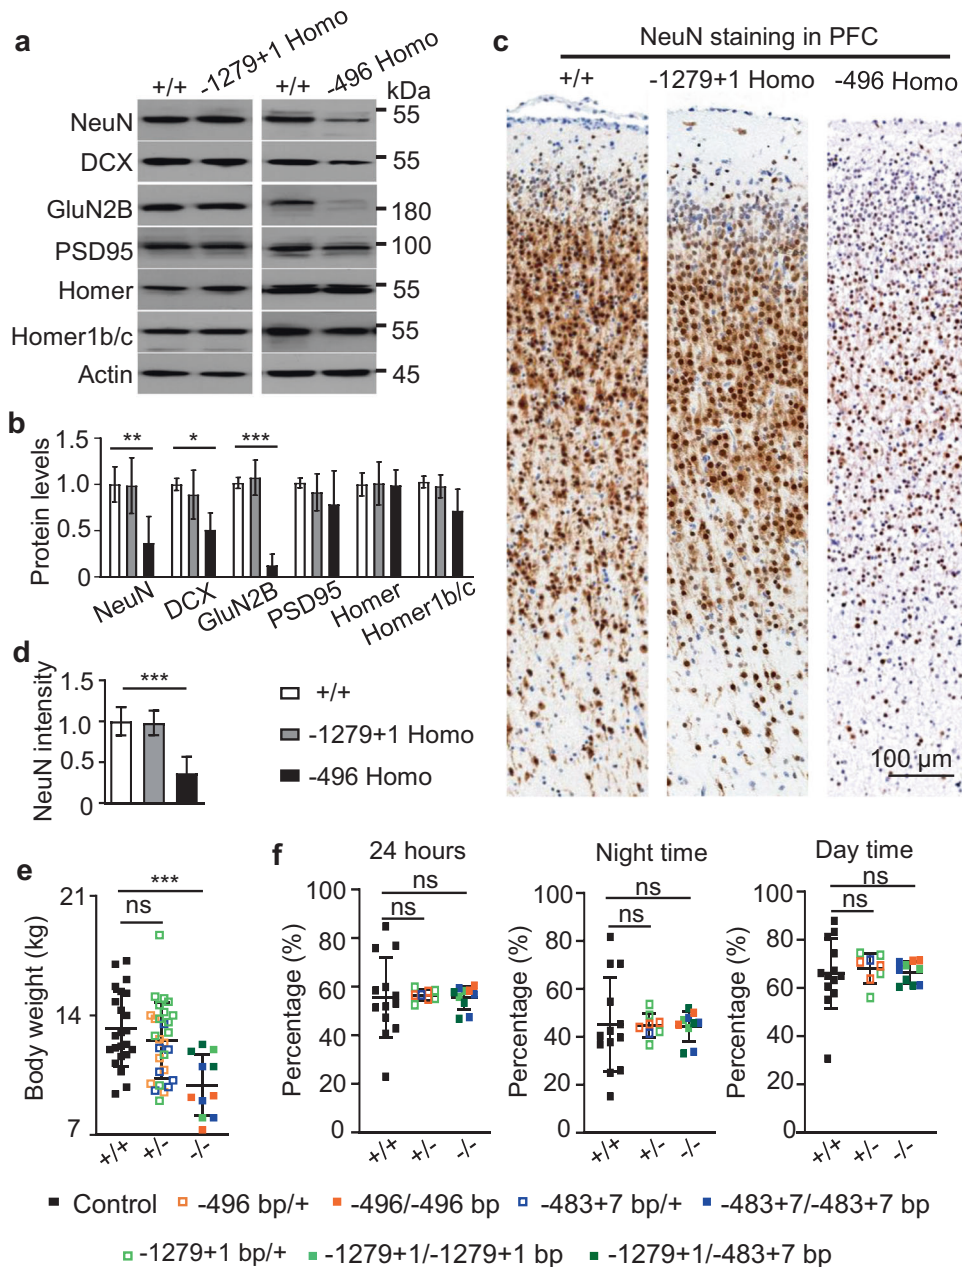 a
+/+ -1279+1 Homo +/+ -496 Homo kDa
NeuN 55
DCX 55
GluN2B 180
PSD95 100
Homer 55
Homer1b/c 55
Actin 45
b
Protein levels
1.5
1.0
0.5
0
** * ***
NeuN DCX GluN2B PSD95 Homer Homer1b/c
c
NeuN staining in PFC
+/+ -1279+1 Homo -496 Homo
100 µm
d
NeuN intensity
1.5
1.0
0.5
0
***
+/+
-1279+1 Homo
-496 Homo
e
Body weight (kg)
21
14
7
***
ns
+/+ +/- -/-
f
24 hours
Percentage (%)
100
80
60
40
20
0
ns
ns
+/+ +/- -/-
Night time
Percentage (%)
100
80
60
40
20
0
ns
ns
+/+ +/- -/-
Day time
Percentage (%)
100
80
60
40
20
0
ns
ns
+/+ +/- -/-
Control -496 bp/+ -496/-496 bp -483+7 bp/+ -483+7/-483+7 bp
-1279+1 bp/+ -1279+1/-1279+1 bp -1279+1/-483+7 bp